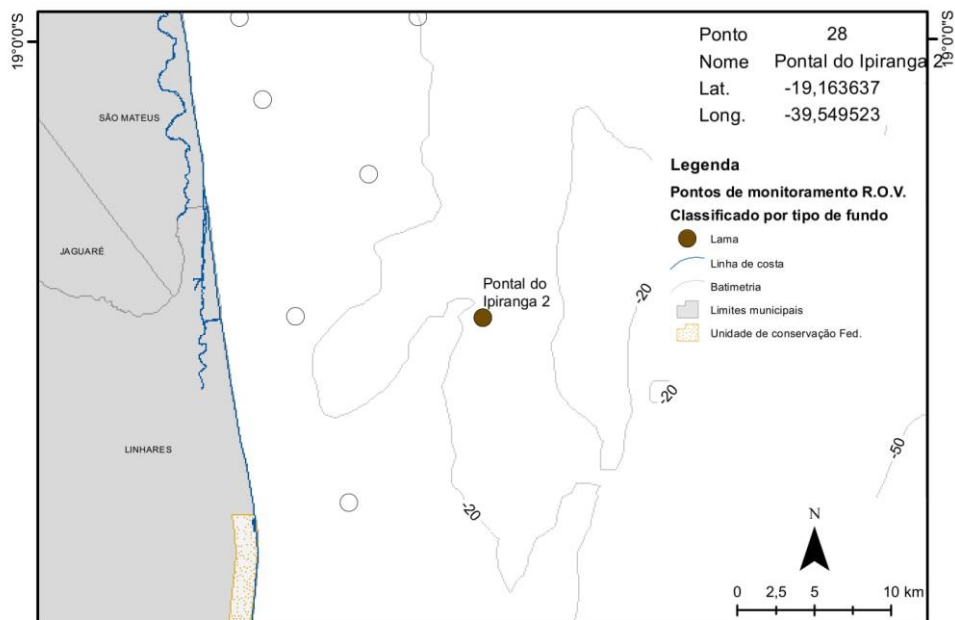 19°0'0"S
19°0'0"S
Ponto 28
Nome Pontal do Ipiranga 2
Lat. -19,163637
Long. -39,549523
SÃO MATEUS
Legenda
Pontos de monitoramento R.O.V.
Classificado por tipo de fundo
Lama
Linha de costa
Batimetria
Limites municipais
Unidade de conservação Fed.
JAGUARÉ
Pontal do
Ipiranga 2
-20
-20
-50
LINHARES
-20
N
0 2,5 5 10 km